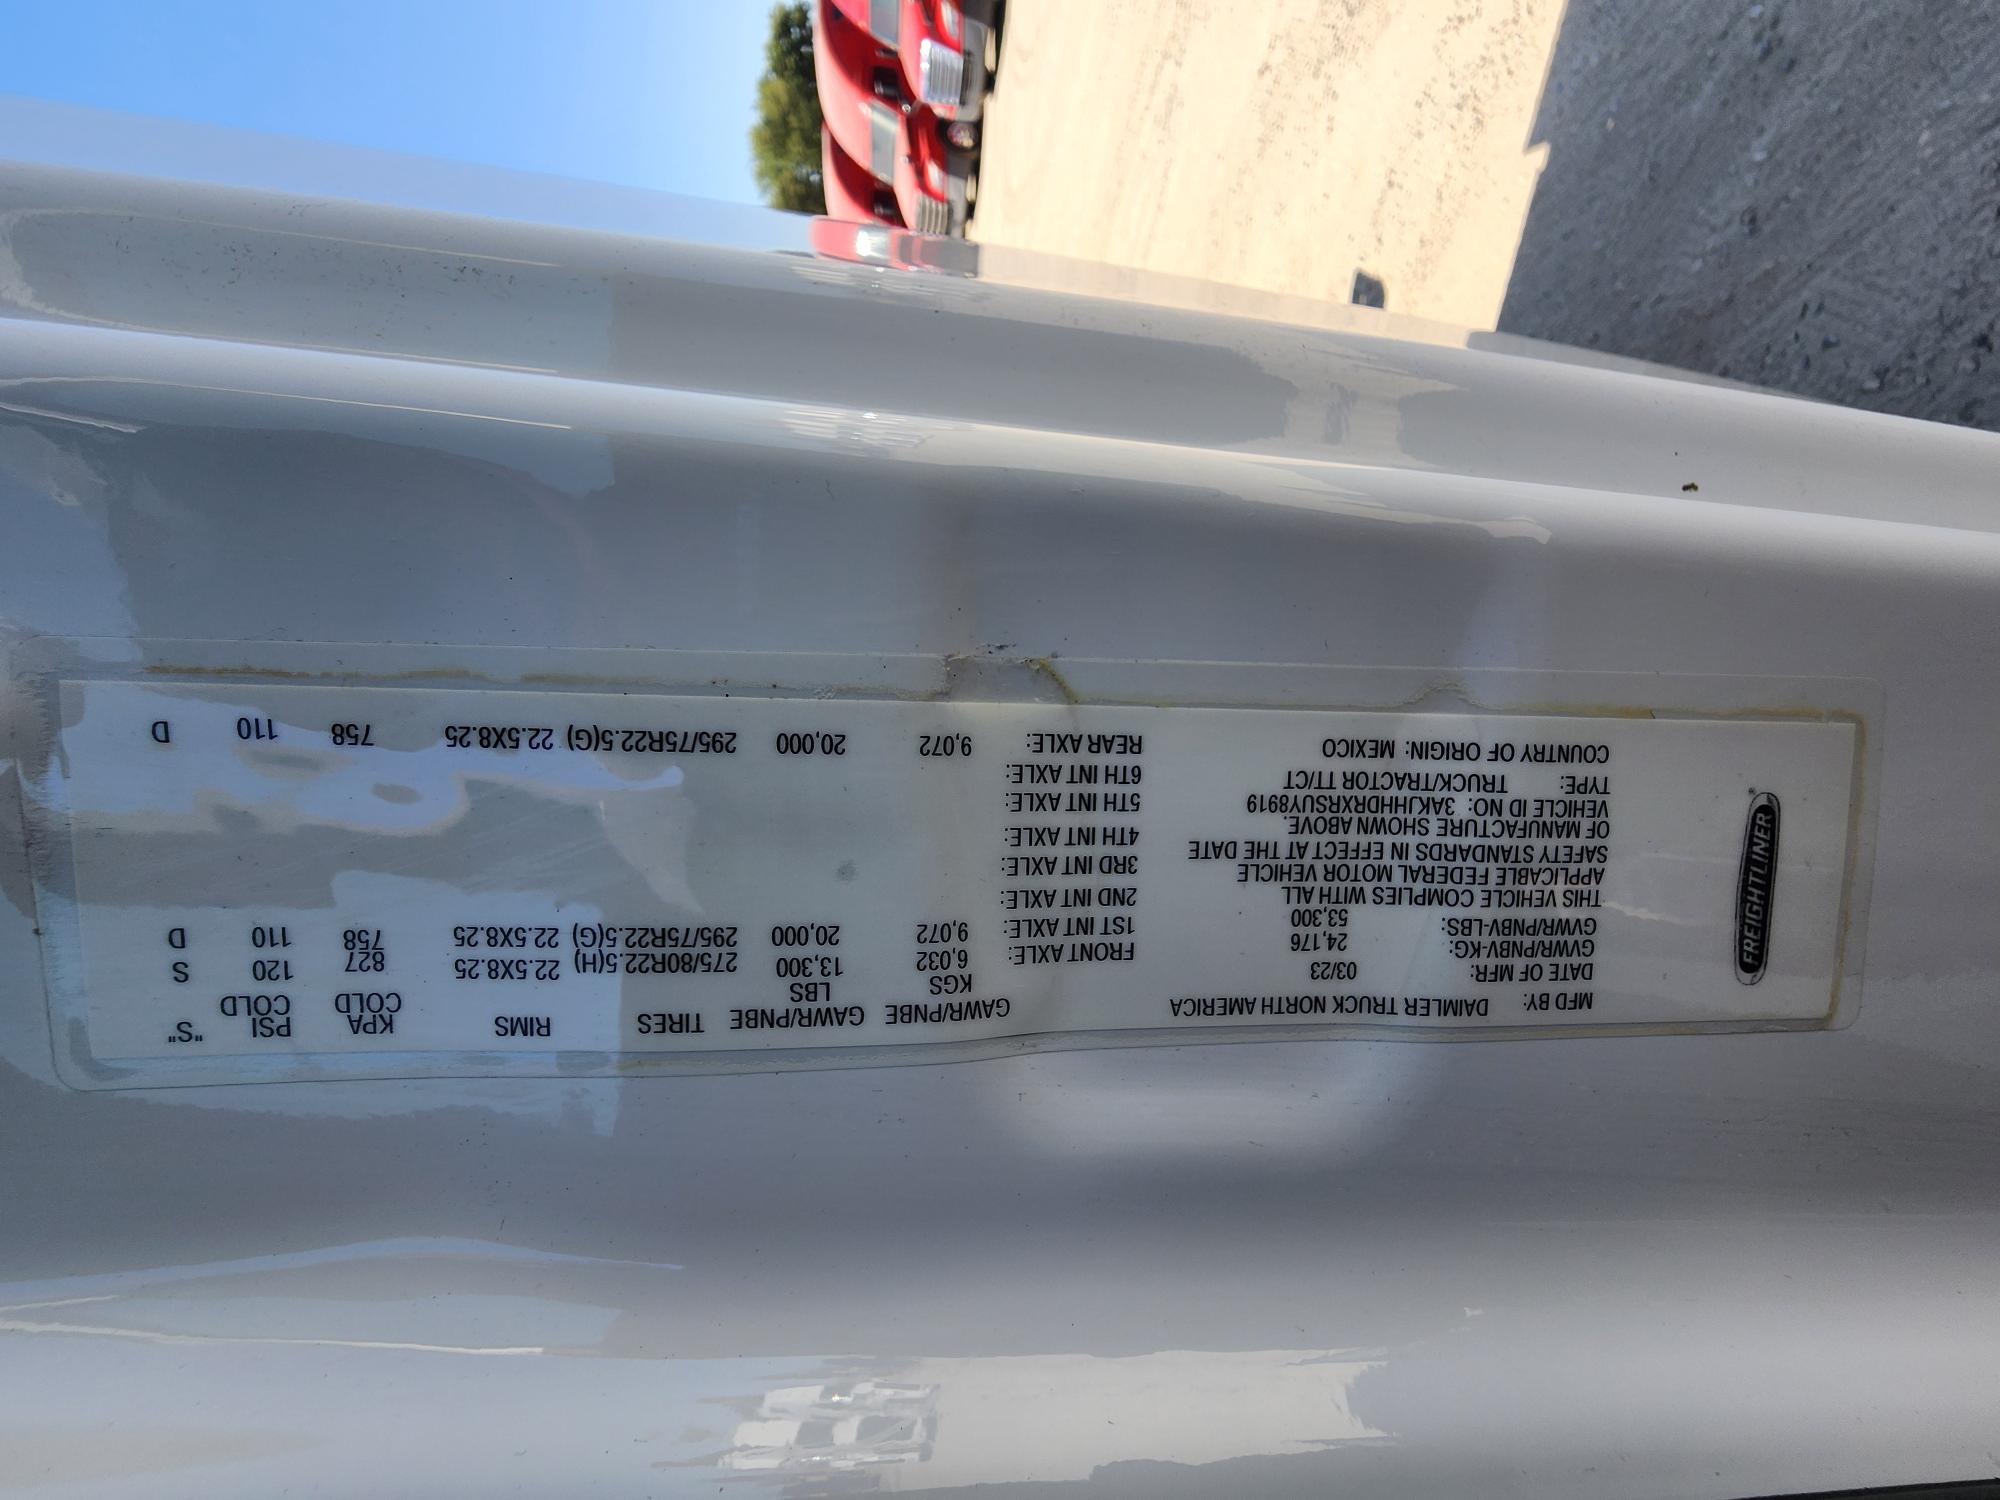 FREIGHTLINER
MFD BY: DAIMLER TRUCK NORTH AMERICA
DATE OF MFR: 03/23
GVWR/PNBV-KG: 24,176
GVWR/PNBV-LBS: 53,300
THIS VEHICLE COMPLIES WITH ALL
APPLICABLE FEDERAL MOTOR VEHICLE
SAFETY STANDARDS IN EFFECT AT THE DATE
OF MANUFACTURE SHOWN ABOVE.
VEHICLE ID NO: 3AKJHHDRXRSUY8919
TYPE: TRUCK/TRACTOR TT/CT
COUNTRY OF ORIGIN: MEXICO
GAWR/PNBE KGS GAWR/PNBE LBS TIRES RIMS KPA COLD PSI COLD "S"
FRONT AXLE: 6,032 13,300 275/80R22.5(H) 22.5X8.25 827 120 S
1ST INT AXLE: 9,072 20,000 295/75R22.5(G) 22.5X8.25 758 110 D
2ND INT AXLE:
3RD INT AXLE:
4TH INT AXLE:
5TH INT AXLE:
6TH INT AXLE:
REAR AXLE: 9,072 20,000 295/75R22.5(G) 22.5X8.25 758 110 D